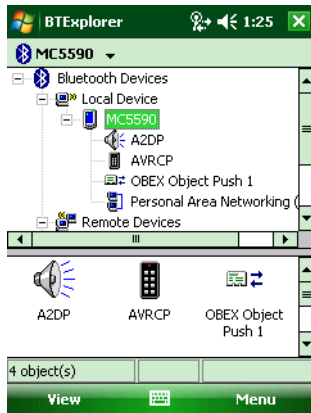 BTExplorer 1:25
MC5590
Bluetooth Devices
Local Device
MC5590
A2DP
AVRCP
OBEX Object Push 1
Personal Area Networking (
Remote Devices
A2DP AVRCP OBEX Object
Push 1
4 object(s)
View Menu